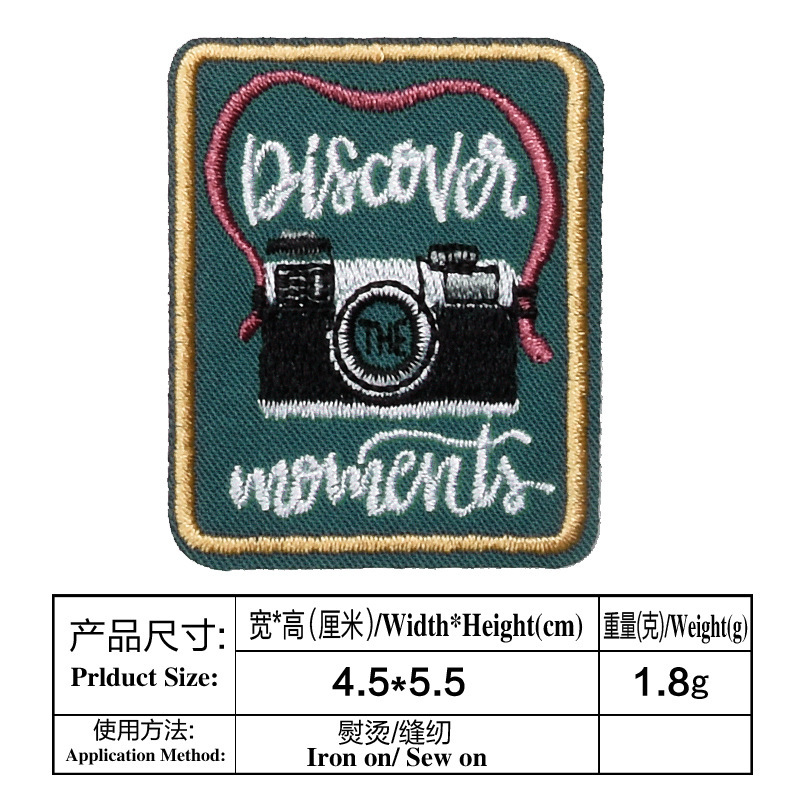 Discover
THE
moments
产品尺寸:
Prlduct Size:
宽*高(厘米)/Width*Height(cm)
重量(克)/Weight(g)
4.5*5.5
1.8g
使用方法:
Application Method:
熨烫/缝纫
Iron on/ Sew on